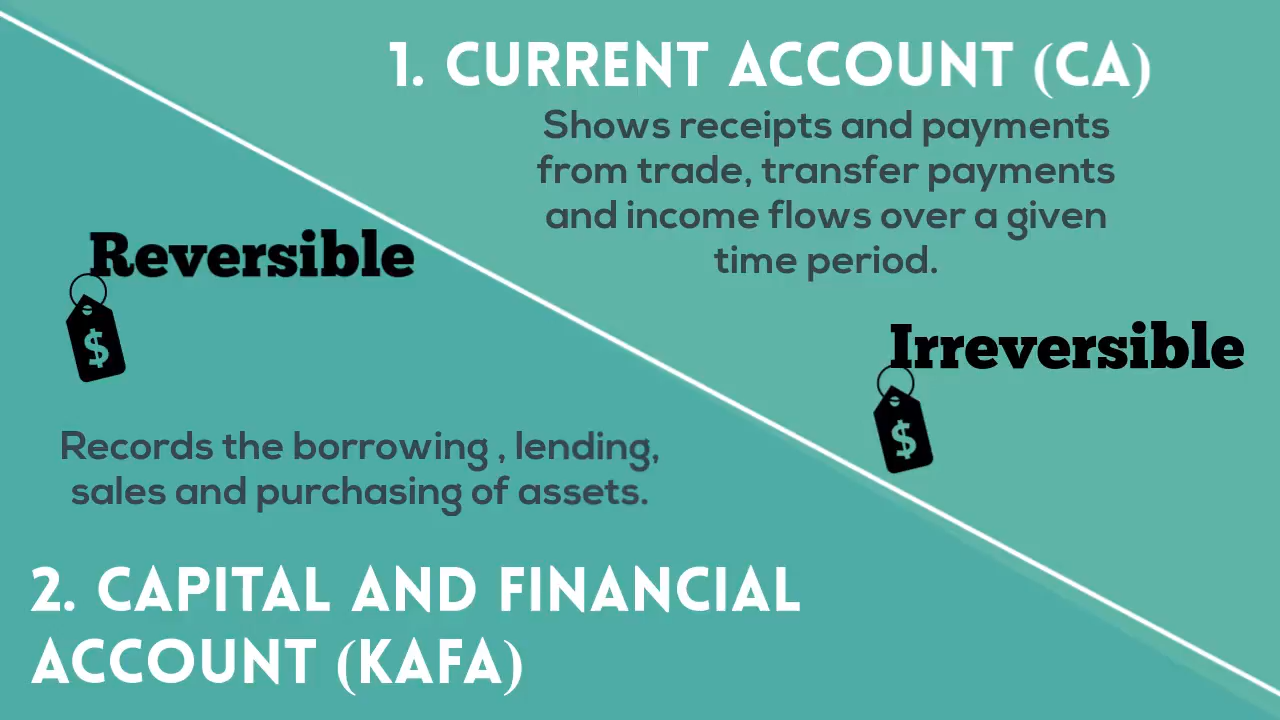 1. CURRENT ACCOUNT (CA)
Shows receipts and payments
from trade, transfer payments
and income flows over a given
time period.
Irreversible
$
Reversible
$
Records the borrowing , lending,
sales and purchasing of assets.
2. CAPITAL AND FINANCIAL
ACCOUNT (KAFA)